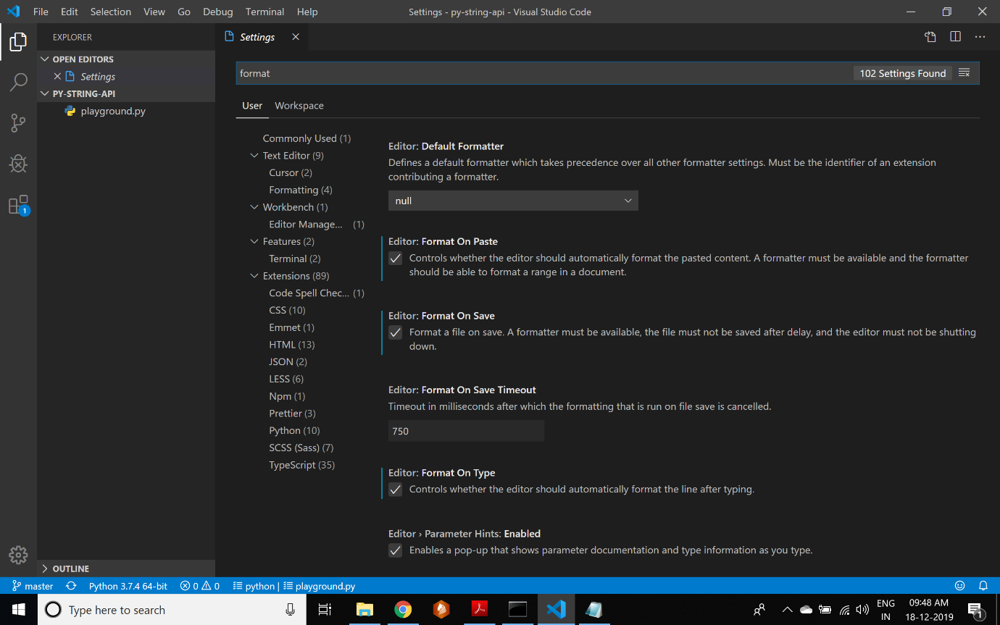 File Edit Selection View Go Debug Terminal Help
Settings - py-string-api - Visual Studio Code
EXPLORER
OPEN EDITORS
Settings
PY-STRING-API
playground.py
OUTLINE
1
Settings
format
102 Settings Found
User Workspace
Commonly Used (1)
Text Editor (9)
Cursor (2)
Formatting (4)
Workbench (1)
Editor Manage... (1)
Features (2)
Terminal (2)
Extensions (89)
Code Spell Chec... (1)
CSS (10)
Emmet (1)
HTML (13)
JSON (2)
LESS (6)
Npm (1)
Prettier (3)
Python (10)
SCSS (Sass) (7)
TypeScript (35)
Editor: Default Formatter
Defines a default formatter which takes precedence over all other formatter settings. Must be the identifier of an extension
contributing a formatter.
null
Editor: Format On Paste
Controls whether the editor should automatically format the pasted content. A formatter must be available and the formatter
should be able to format a range in a document.
Editor: Format On Save
Format a file on save. A formatter must be available, the file must not be saved after delay, and the editor must not be shutting
down.
Editor: Format On Save Timeout
Timeout in milliseconds after which the formatting that is run on file save is cancelled.
750
Editor: Format On Type
Controls whether the editor should automatically format the line after typing.
Editor › Parameter Hints: Enabled
Enables a pop-up that shows parameter documentation and type information as you type.
master Python 3.7.4 64-bit 0 0 python | playground.py
Type here to search
ENG
IN
09:48 AM
18-12-2019
1